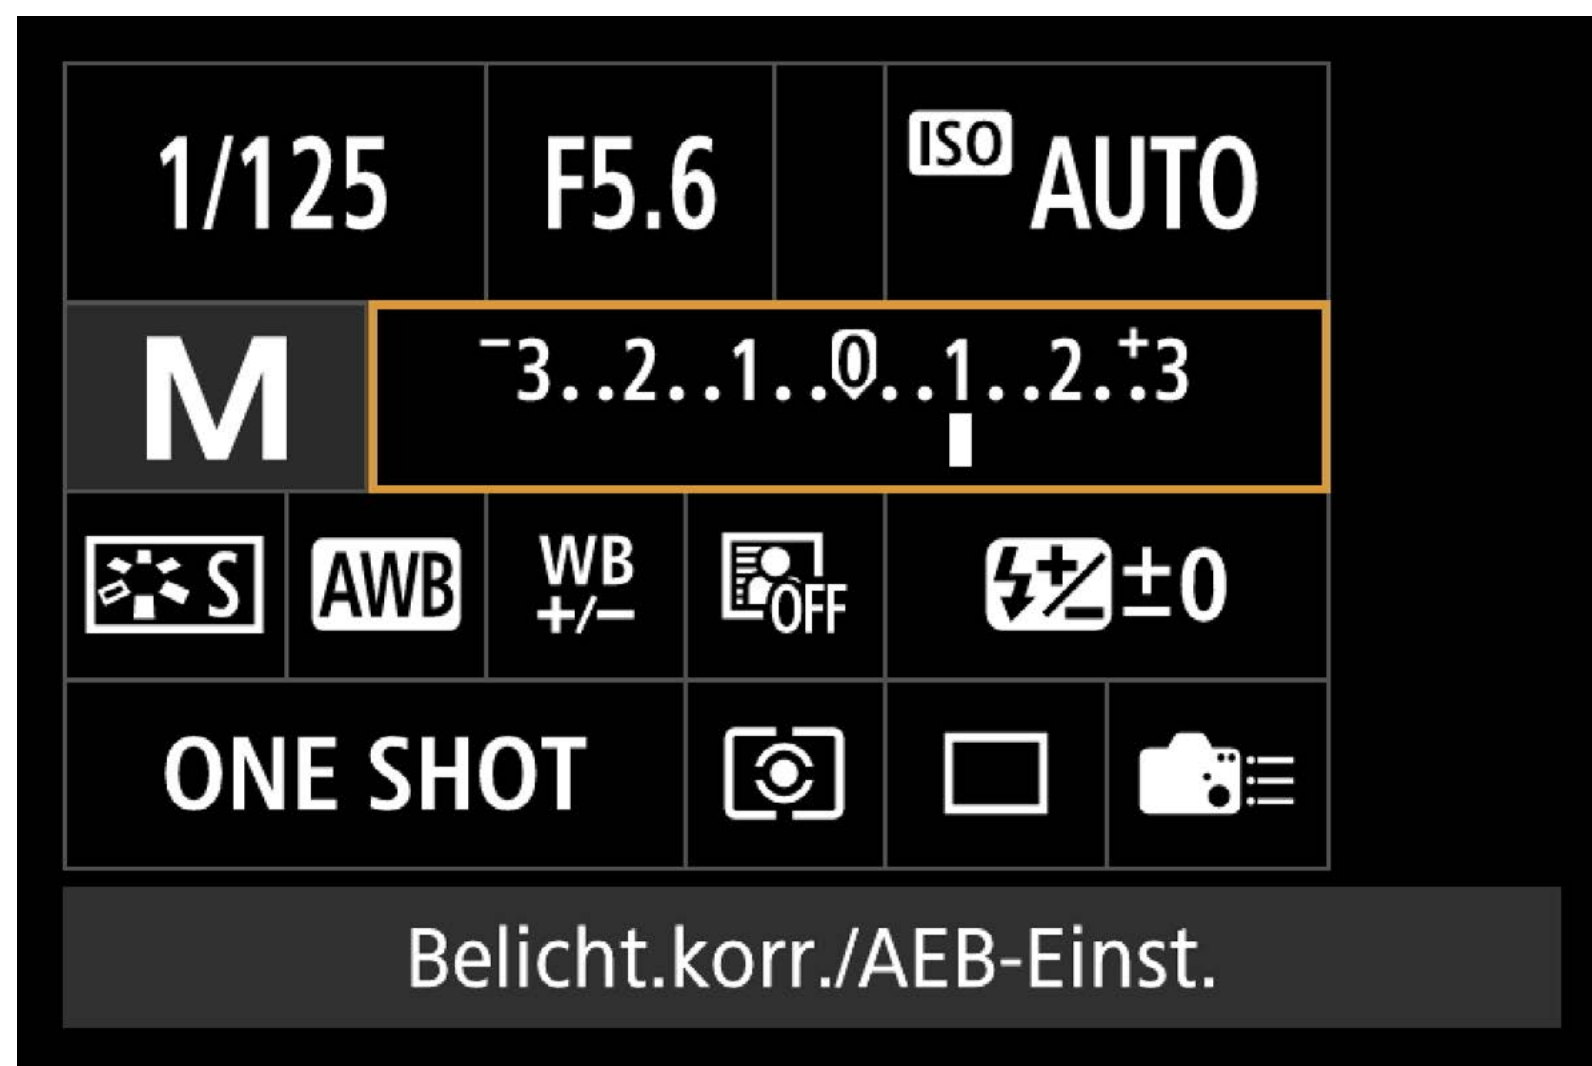 1/125 F5.6 ISO AUTO
M -3..2..1..0..1..2..+3
S AWB WB +/- OFF ±0
ONE SHOT
Belicht.korr./AEB-Einst.